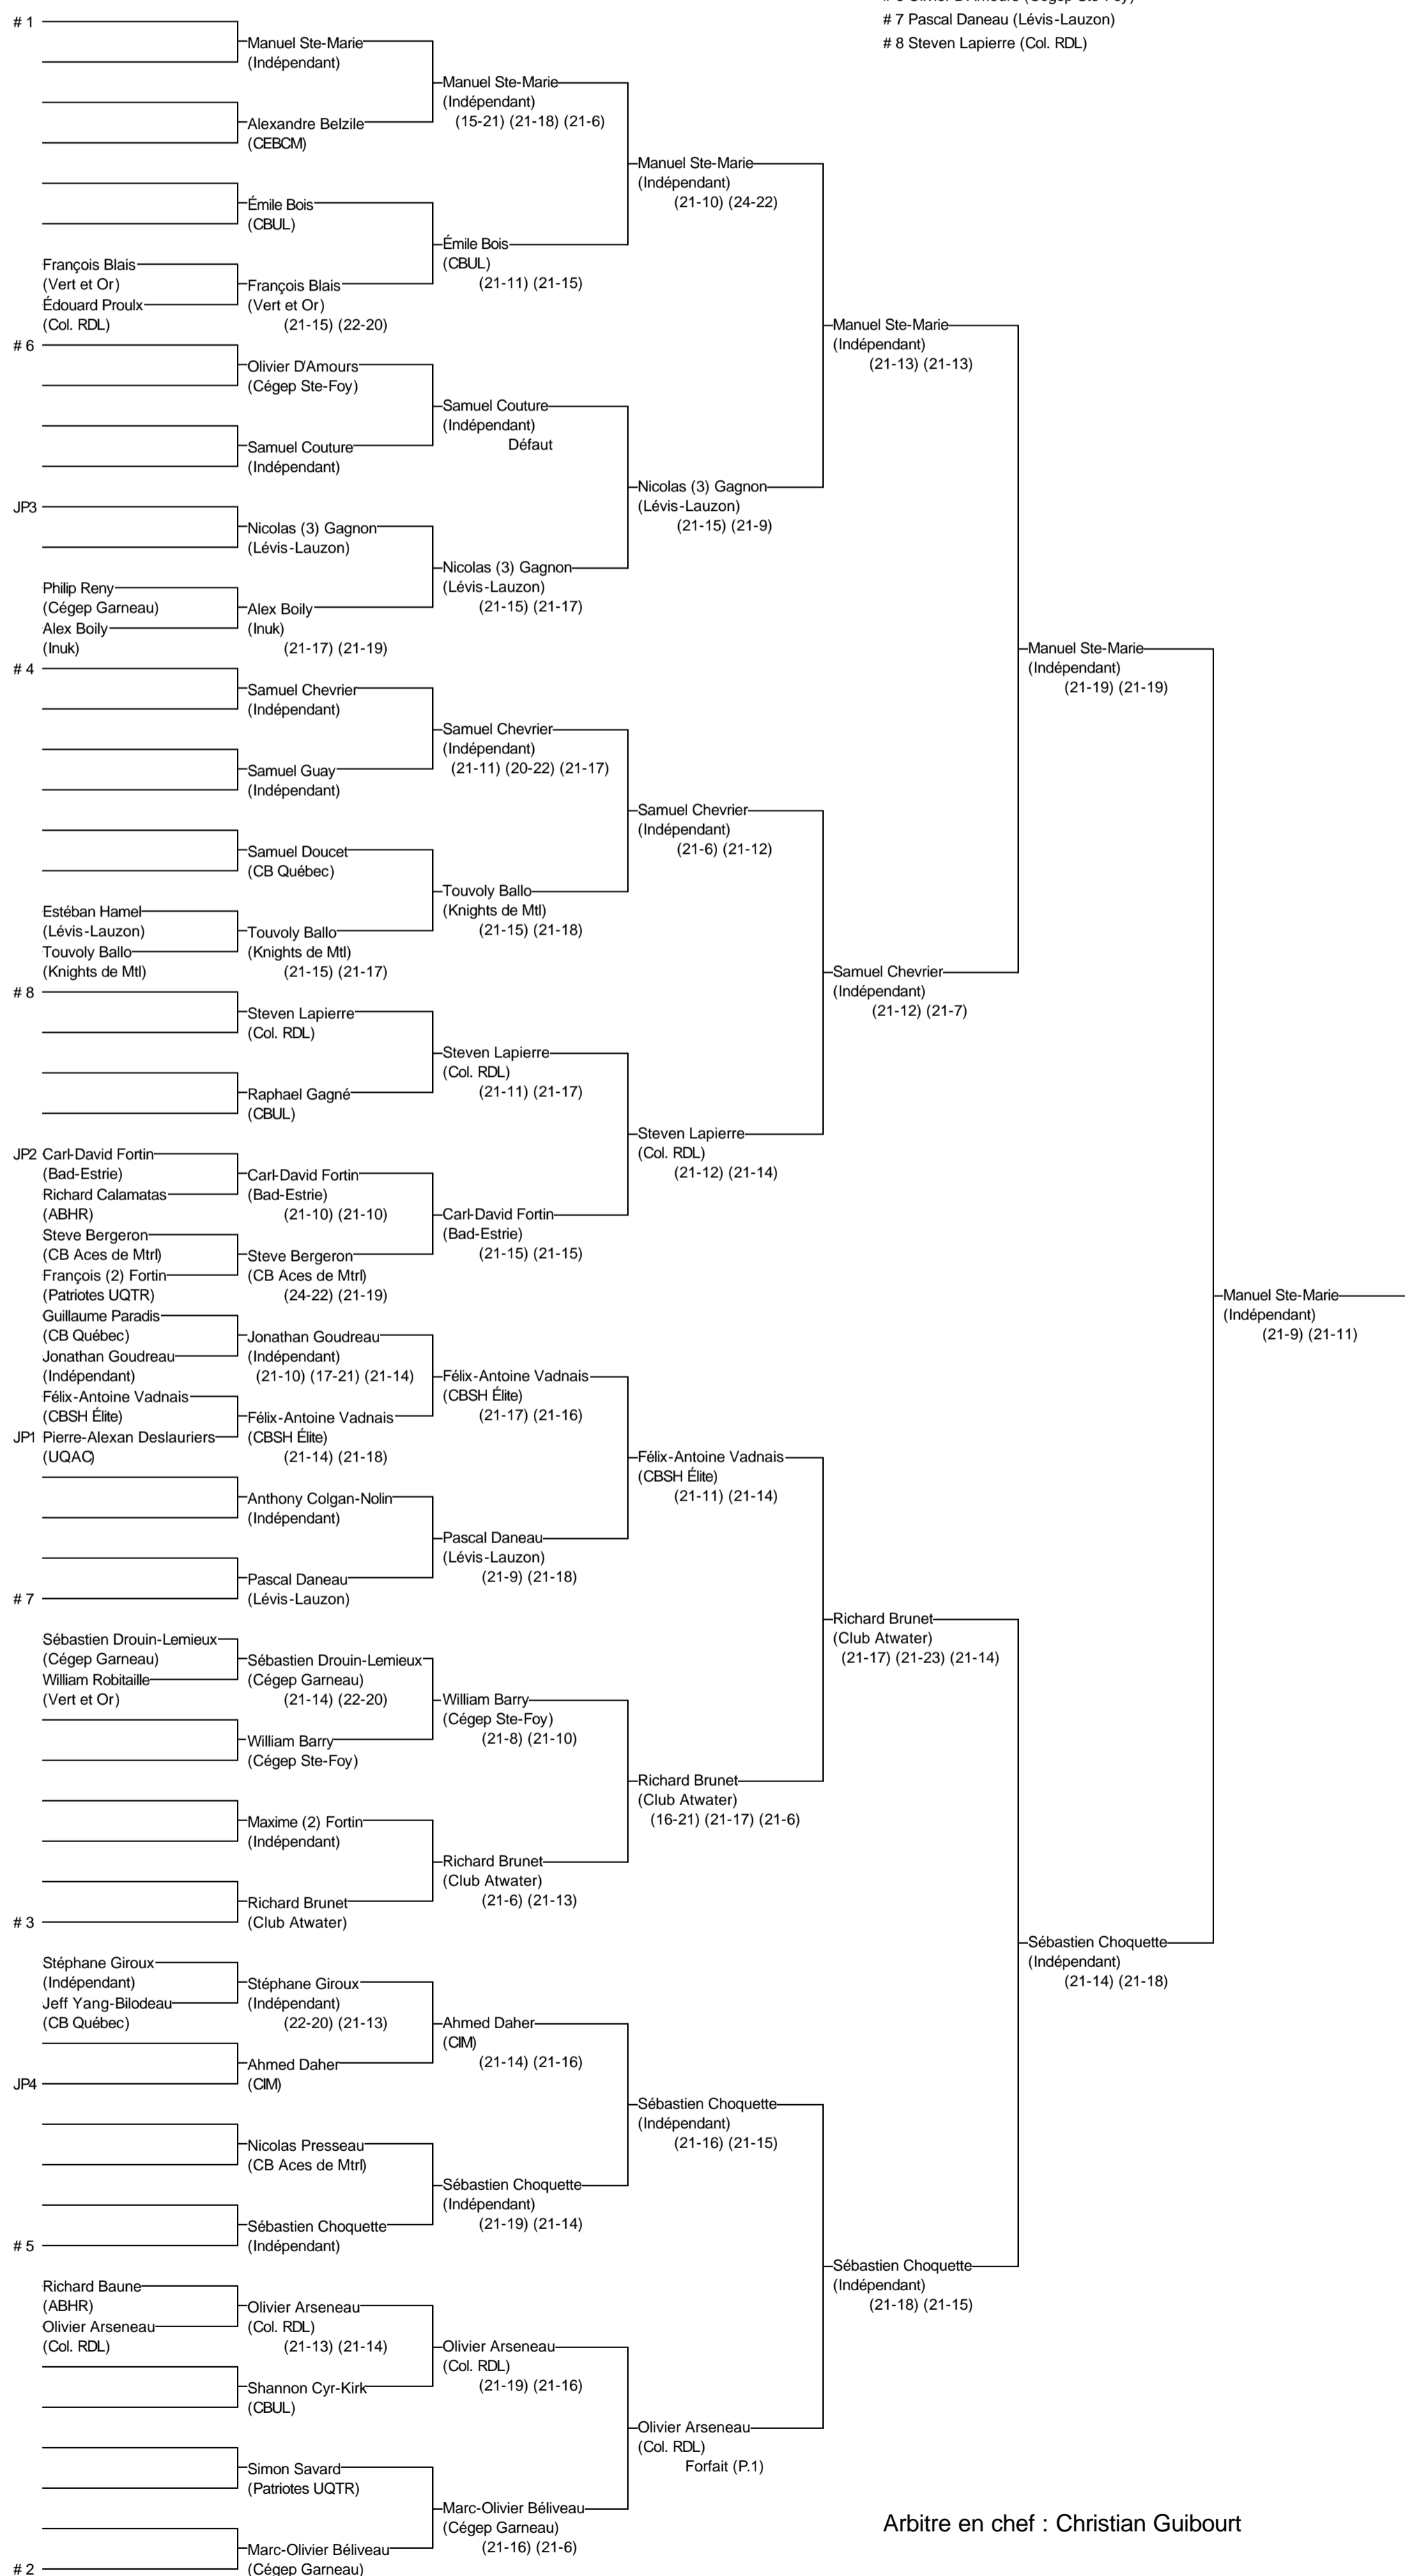 # 6 Olivier D'Amours (Cégep Ste-Foy)
# 7 Pascal Daneau (Lévis-Lauzon)
# 8 Steven Lapierre (Col. RDL)
# 1
Manuel Ste-Marie
(Indépendant)
Manuel Ste-Marie
(Indépendant)
(15-21) (21-18) (21-6)
Alexandre Belzile
(CEBCM)
Manuel Ste-Marie
(Indépendant)
(21-10) (24-22)
Émile Bois
(CBUL)
Émile Bois
(CBUL)
(21-11) (21-15)
François Blais
(Vert et Or)
Édouard Proulx
(Col. RDL)
François Blais
(Vert et Or)
(21-15) (22-20)
Manuel Ste-Marie
(Indépendant)
(21-13) (21-13)
# 6
Olivier D'Amours
(Cégep Ste-Foy)
Samuel Couture
(Indépendant)
Défaut
Samuel Couture
(Indépendant)
Nicolas (3) Gagnon
(Lévis-Lauzon)
(21-15) (21-9)
JP3
Nicolas (3) Gagnon
(Lévis-Lauzon)
Nicolas (3) Gagnon
(Lévis-Lauzon)
(21-15) (21-17)
Philip Reny
(Cégep Garneau)
Alex Boily
(Inuk)
Alex Boily
(Inuk)
(21-17) (21-19)
Manuel Ste-Marie
(Indépendant)
(21-19) (21-19)
# 4
Samuel Chevrier
(Indépendant)
Samuel Chevrier
(Indépendant)
(21-11) (20-22) (21-17)
Samuel Guay
(Indépendant)
Samuel Chevrier
(Indépendant)
(21-6) (21-12)
Samuel Doucet
(CB Québec)
Touvoly Ballo
(Knights de Mtl)
(21-15) (21-18)
Estéban Hamel
(Lévis-Lauzon)
Touvoly Ballo
(Knights de Mtl)
Touvoly Ballo
(Knights de Mtl)
(21-15) (21-17)
Samuel Chevrier
(Indépendant)
(21-12) (21-7)
# 8
Steven Lapierre
(Col. RDL)
Steven Lapierre
(Col. RDL)
(21-11) (21-17)
Raphael Gagné
(CBUL)
Steven Lapierre
(Col. RDL)
(21-12) (21-14)
JP2 Carl-David Fortin
(Bad-Estrie)
Richard Calamatas
(ABHR)
Carl-David Fortin
(Bad-Estrie)
(21-10) (21-10)
Carl-David Fortin
(Bad-Estrie)
(21-15) (21-15)
Steve Bergeron
(CB Aces de Mtrl)
François (2) Fortin
(Patriotes UQTR)
Steve Bergeron
(CB Aces de Mtrl)
(24-22) (21-19)
Manuel Ste-Marie
(Indépendant)
(21-9) (21-11)
Guillaume Paradis
(CB Québec)
Jonathan Goudreau
(Indépendant)
Jonathan Goudreau
(Indépendant)
(21-10) (17-21) (21-14)
Félix-Antoine Vadnais
(CBSH Élite)
(21-17) (21-16)
Félix-Antoine Vadnais
(CBSH Élite)
JP1 Pierre-Alexan Deslauriers
(UQAC)
Félix-Antoine Vadnais
(CBSH Élite)
(21-14) (21-18)
Félix-Antoine Vadnais
(CBSH Élite)
(21-11) (21-14)
Anthony Colgan-Nolin
(Indépendant)
Pascal Daneau
(Lévis-Lauzon)
(21-9) (21-18)
Pascal Daneau
(Lévis-Lauzon)
# 7
Richard Brunet
(Club Atwater)
(21-17) (21-23) (21-14)
Sébastien Drouin-Lemieux
(Cégep Garneau)
William Robitaille
(Vert et Or)
Sébastien Drouin-Lemieux
(Cégep Garneau)
(21-14) (22-20)
William Barry
(Cégep Ste-Foy)
(21-8) (21-10)
William Barry
(Cégep Ste-Foy)
Richard Brunet
(Club Atwater)
(16-21) (21-17) (21-6)
Maxime (2) Fortin
(Indépendant)
Richard Brunet
(Club Atwater)
(21-6) (21-13)
Richard Brunet
(Club Atwater)
# 3
Sébastien Choquette
(Indépendant)
(21-14) (21-18)
Stéphane Giroux
(Indépendant)
Jeff Yang-Bilodeau
(CB Québec)
Stéphane Giroux
(Indépendant)
(22-20) (21-13)
Ahmed Daher
(CIM)
(21-14) (21-16)
Ahmed Daher
(CIM)
JP4
Sébastien Choquette
(Indépendant)
(21-16) (21-15)
Nicolas Presseau
(CB Aces de Mtrl)
Sébastien Choquette
(Indépendant)
(21-19) (21-14)
Sébastien Choquette
(Indépendant)
# 5
Sébastien Choquette
(Indépendant)
(21-18) (21-15)
Richard Baune
(ABHR)
Olivier Arseneau
(Col. RDL)
Olivier Arseneau
(Col. RDL)
(21-13) (21-14)
Olivier Arseneau
(Col. RDL)
(21-19) (21-16)
Shannon Cyr-Kirk
(CBUL)
Olivier Arseneau
(Col. RDL)
Forfait (P.1)
Simon Savard
(Patriotes UQTR)
Marc-Olivier Béliveau
(Cégep Garneau)
(21-16) (21-6)
Marc-Olivier Béliveau
(Cégep Garneau)
# 2
Arbitre en chef : Christian Guibourt